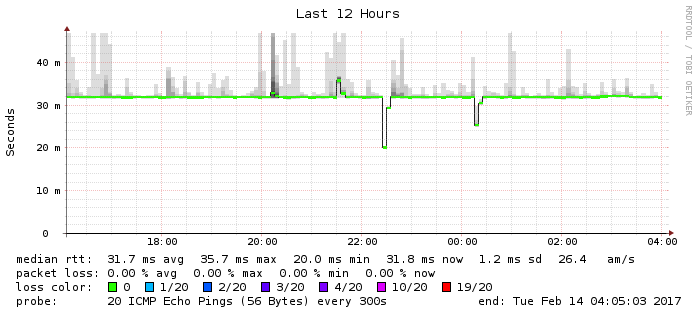 Last 12 Hours
RRDTOOL / TOBI OETIKER
Seconds
40 m
30 m
20 m
10 m
0
18:00 20:00 22:00 00:00 02:00 04:00
median rtt: 31.7 ms avg 35.7 ms max 20.0 ms min 31.8 ms now 1.2 ms sd 26.4 am/s
packet loss: 0.00 % avg 0.00 % max 0.00 % min 0.00 % now
loss color: 0 1/20 2/20 3/20 4/20 10/20 19/20
probe: 20 ICMP Echo Pings (56 Bytes) every 300s end: Tue Feb 14 04:05:03 2017